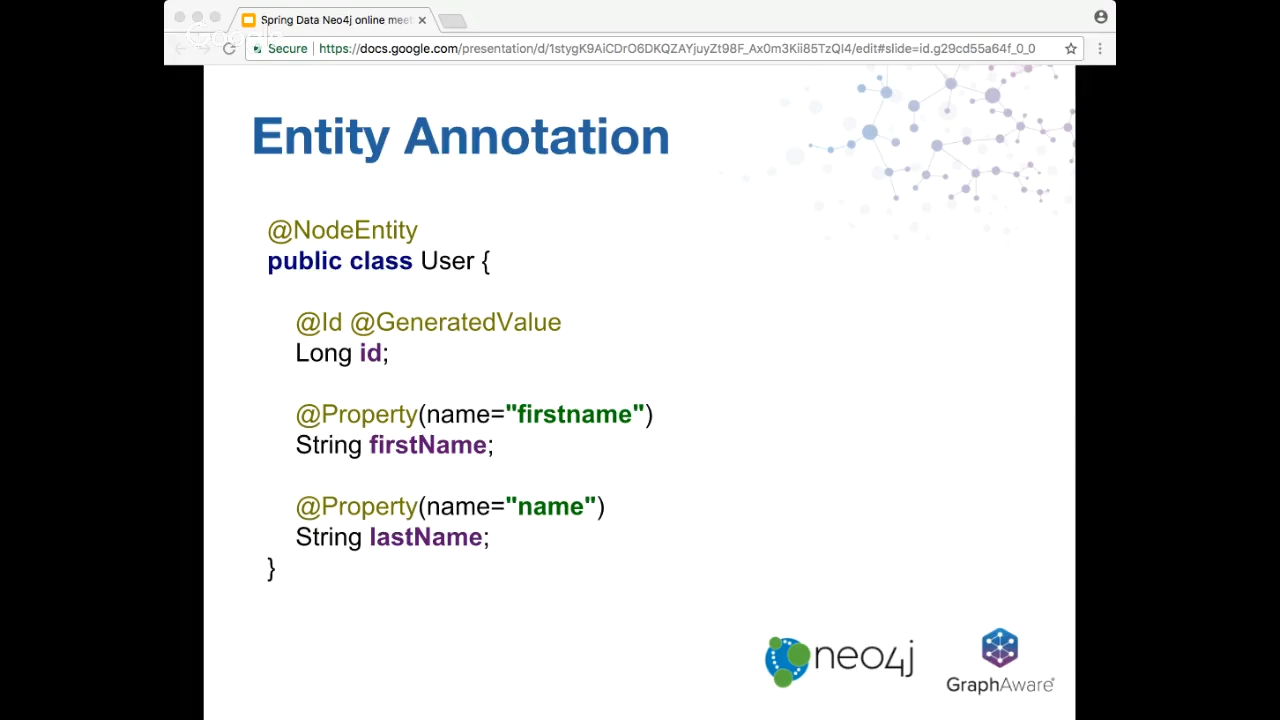 Spring Data Neo4j online meet
Google
Secure
https://docs.google.com/presentation/d/1stygK9AiCDrO6DKQZAYjuyZt98F_Ax0m3Kii85TzQI4/edit#slide=id.g29cd55a64f_0_0
Entity Annotation
@NodeEntity
public class User {
@Id @GeneratedValue
Long id;
@Property(name="firstname")
String firstName;
@Property(name="name")
String lastName;
}
neo4j
GraphAware